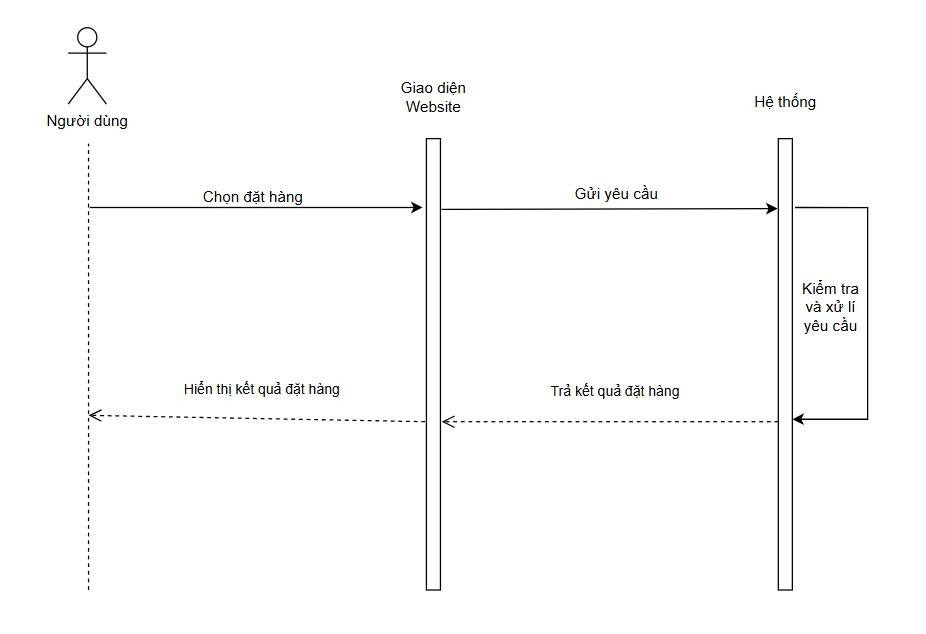 Người dùng
Giao diện
Website
Hệ thống
Chọn đặt hàng
Gửi yêu cầu
Kiểm tra
và xử lí
yêu cầu
Hiển thị kết quả đặt hàng
Trả kết quả đặt hàng